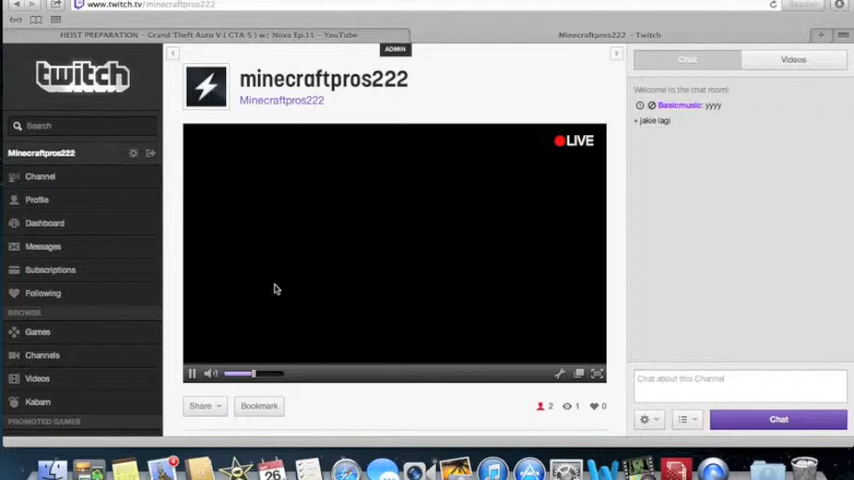 www.twitch.tv/minecraftpros222
Reader
HEIST PREPARATION – Grand Theft Auto V ( GTA 5 ) w/ Nova Ep.11 – YouTube
Minecraftpros222 – Twitch
ADMIN
twitch
Search
Minecraftpros222
Channel
Profile
Dashboard
Messages
Subscriptions
Following
BROWSE
Games
Channels
Videos
Kabam
PROMOTED GAMES
minecraftpros222
Minecraftpros222
LIVE
Share
Bookmark
2
1
0
Chat
Videos
Welcome to the chat room!
Basicmusic: yyyy
jakie lagi
Chat about this Channel
Chat
26